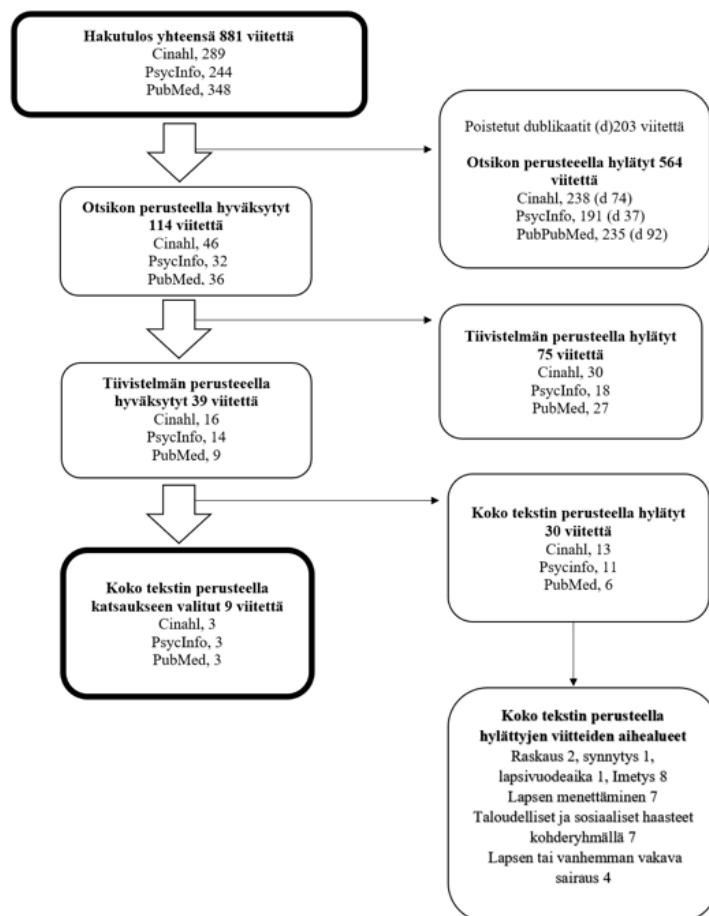 Hakutulos yhteensä 881 viitettä
Cinahl, 289
PsycInfo, 244
PubMed, 348
Poistetut dublikaatit (d)203 viitettä
Otsikon perusteeella hylätyt 564
viitettä
Cinahl, 238 (d 74)
PsycInfo, 191 (d 37)
PubPubMed, 235 (d 92)
Otsikon perusteella hyväksytyt
114 viitettä
Cinahl, 46
PsycInfo, 32
PubMed, 36
Tiivistelmän perusteella hylätyt
75 viitettä
Cinahl, 30
PsycInfo, 18
PubMed, 27
Tiivistelmän perusteeella
hyväksytyt 39 viitettä
Cinahl, 16
PsycInfo, 14
PubMed, 9
Koko tekstin perusteella hylätyt
30 viitettä
Cinahl, 13
Psycinfo, 11
PubMed, 6
Koko tekstin perusteella
katsaukseen valitut 9 viitettä
Cinahl, 3
PsycInfo, 3
PubMed, 3
Koko tekstin perusteella
hylättyjen viitteiden aihealueet
Raskaus 2, synnytys 1,
lapsivuodeaika 1, Imetys 8
Lapsen menettäminen 7
Taloudelliset ja sosiaaliset haasteet
kohderyhmällä 7
Lapsen tai vanhemman vakava
sairaus 4